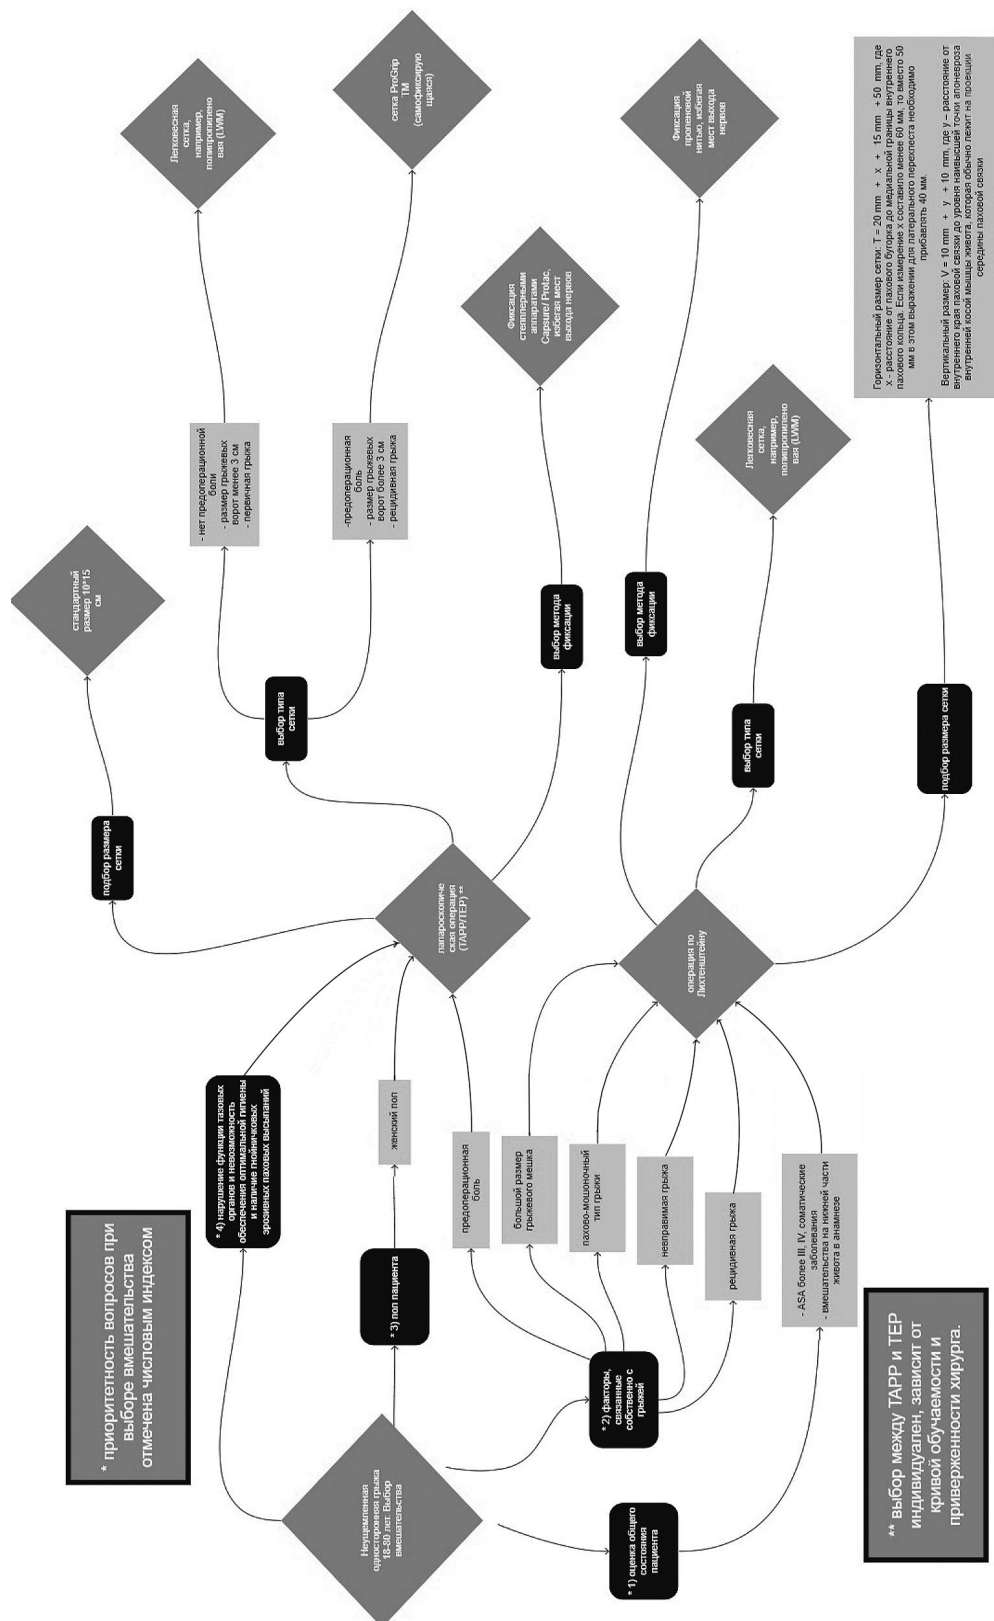 * приоритетность вопросов при
выборе вмешательства
отмечена числовым индексом
Неущемленная
односторонняя грыжа
18-80 лет. Выбор
вмешательства
* 4) нарушение функции тазовых
органов и невозможность
обеспечения оптимальной гигиены
и наличие гнойничковых
эрозивных паховых высыпаний
* 3) пол пациента
женский пол
* 2) факторы,
связанные
собственно с
грыжей
предоперационная
боль
большой размер
грыжевого мешка
пахово-мошоночный
тип грыжи
невправимая грыжа
рецидивная грыжа
* 1) оценка общего
состояния
пациента
- ASA более III, IV, соматические
заболевания
- вмешательства на нижней части
живота в анамнезе
** выбор между TAPP и TEP
индивидуален, зависит от
кривой обучаемости и
приверженности хирурга.
лапароскопиче
ская операция
(TAPP/TEP) **
подбор размера
сетки
стандартный
размер 10*15
см
выбор типа
сетки
- нет предоперационной
боли
- размер грыжевых
ворот менее 3 см
- первичная грыжа
Легковесная
сетка,
например,
полипропилено
вая (LWM)
-предоперационная
боль
- размер грыжевых
ворот более 3 см
- рецидивная грыжа
сетка ProGrip
TM
(самофиксирую
щаяся)
выбор метода
фиксации
Фиксация
степплерными
аппаратами
Capsure/ Protac,
избегая мест
выхода нервов
операция по
Лихтенштейну
выбор метода
фиксации
Фиксация
проленовой
нитью, избегая
мест выхода
нервов
выбор типа
сетки
Легковесная
сетка,
например,
полипропилено
вая (LWM)
подбор размера сетки
Горизонтальный размер сетки: T = 20 mm + x + 15 mm + 50 mm, где
x - расстояние от пахового бугорка до медиальной границы внутреннего
пахового кольца. Если измерение x составило менее 60 мм, то вместо 50
мм в этом выражении для латерального перехлеста необходимо
прибавлять 40 мм.
Вертикальный размер: V = 10 mm + y + 10 mm, где y – расстояние от
внутреннего края паховой связки до уровня наивысшей точки апоневроза
внутренней косой мышцы живота, которая обычно лежит на проекции
середины паховой связки